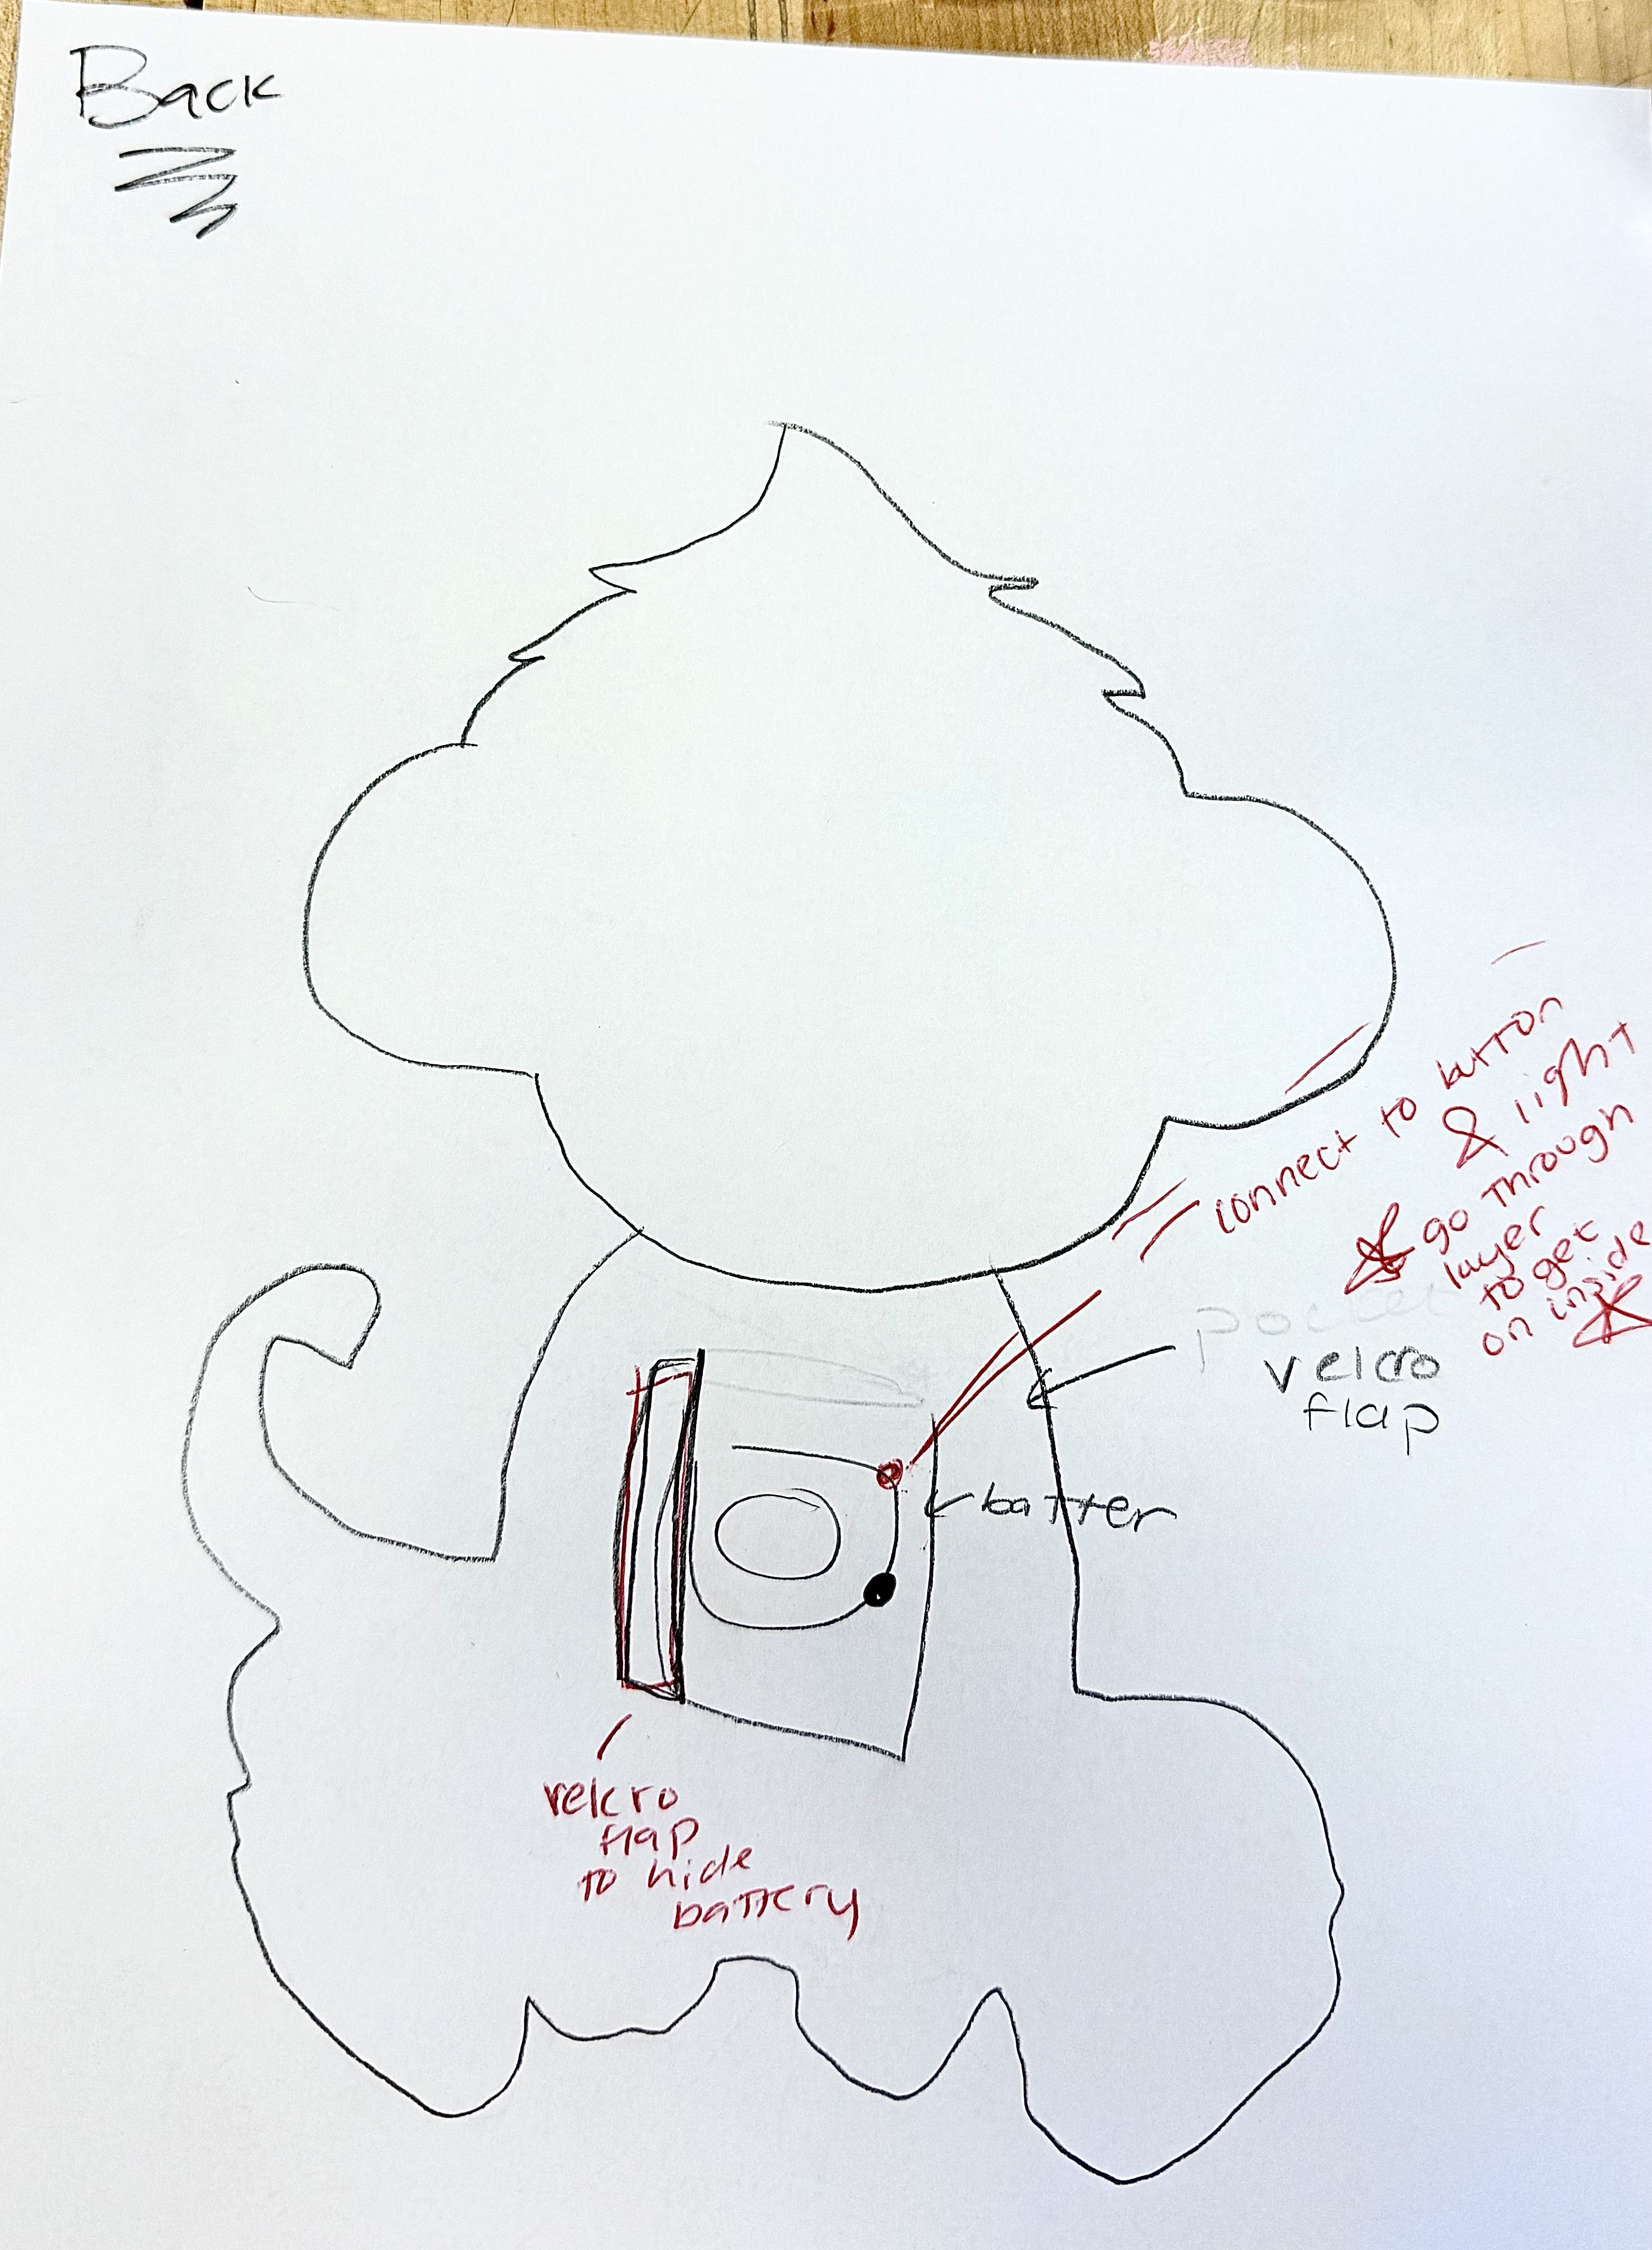 Back
connect to button
& light
go through
layer
to get
on inside
pocket
velcro
flap
batter
velcro
flap
to hide
battery